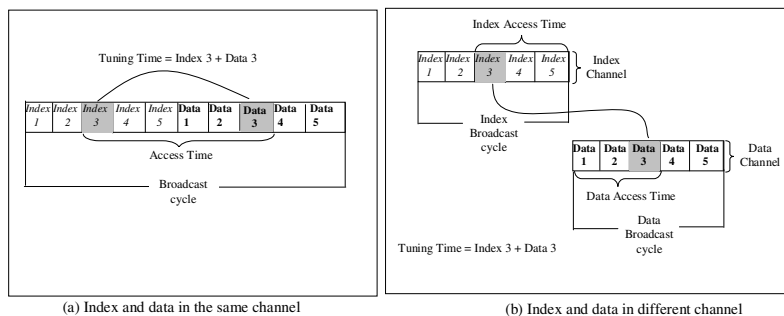 Tuning Time = Index 3 + Data 3
Index Index Index Index Index Data Data Data Data Data
1 2 3 4 5 1 2 3 4 5
Access Time
Broadcast
cycle
(a) Index and data in the same channel
Index Access Time
Index Index Index Index Index
1 2 3 4 5
Index
Channel
Index
Broadcast
cycle
Data Data Data Data Data
1 2 3 4 5
Data
Channel
Data Access Time
Data
Broadcast
cycle
Tuning Time = Index 3 + Data 3
(b) Index and data in different channel